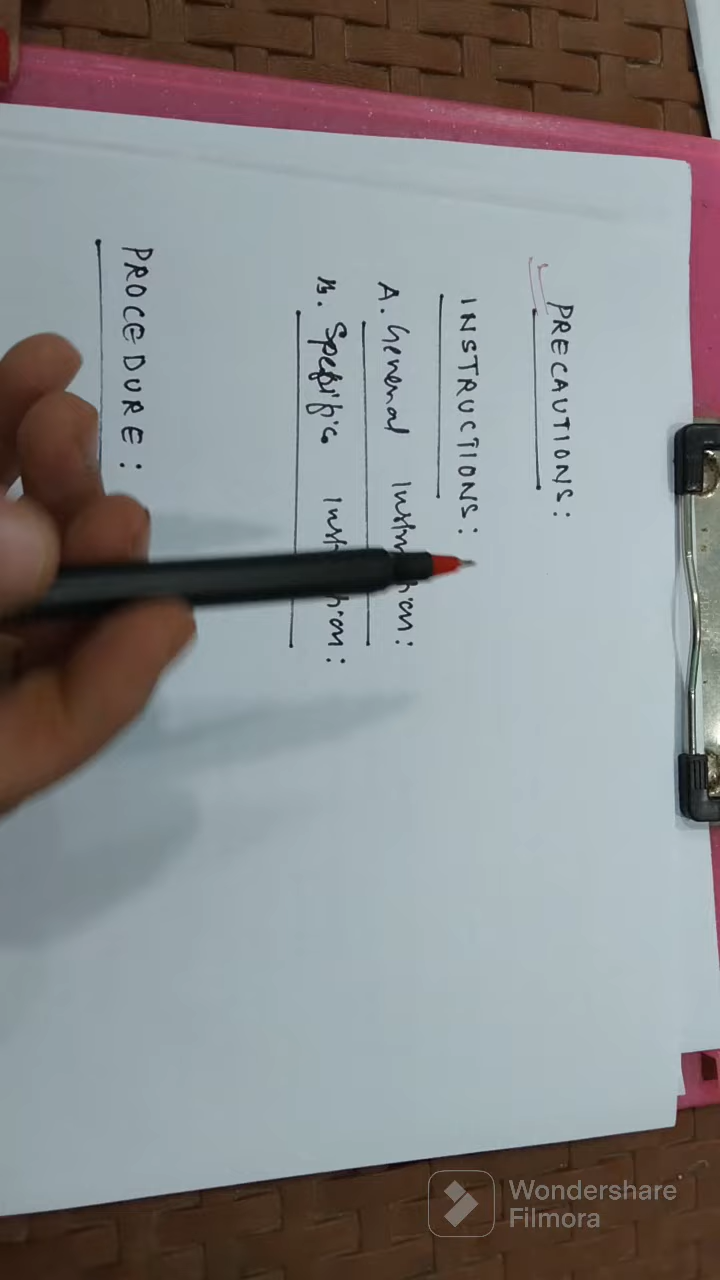 PRECAUTIONS:
INSTRUCTIONS:
A. General Instruction:
B. Specific Instruction:
PROCEDURE:
Wondershare
Filmora